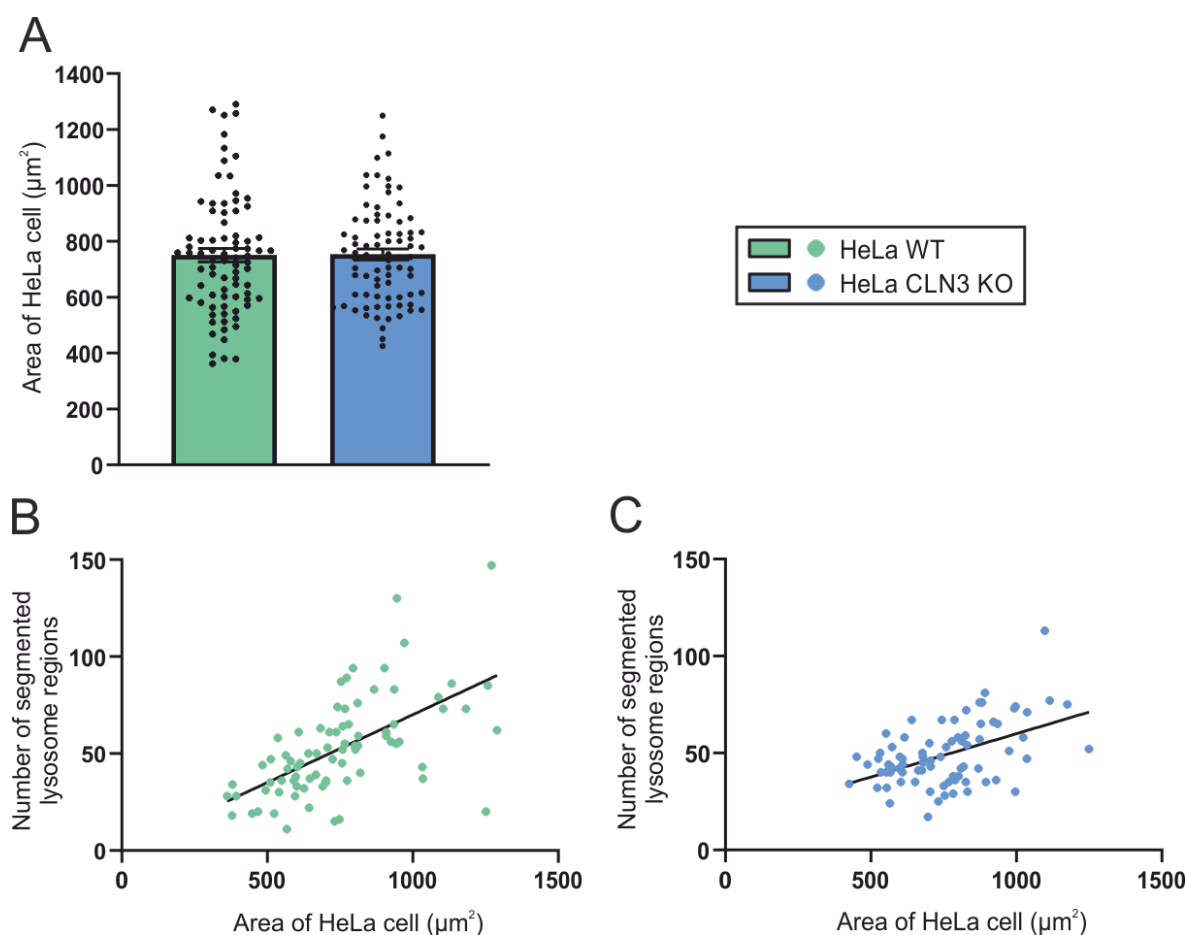 A
1400
1200
1000
800
600
400
200
0
Area of HeLa cell (µm²)
HeLa WT
HeLa CLN3 KO
B
150
100
50
0
Number of segmented
lysosome regions
0 500 1000 1500
Area of HeLa cell (µm²)
C
150
100
50
0
Number of segmented
lysosome regions
0 500 1000 1500
Area of HeLa cell (µm²)